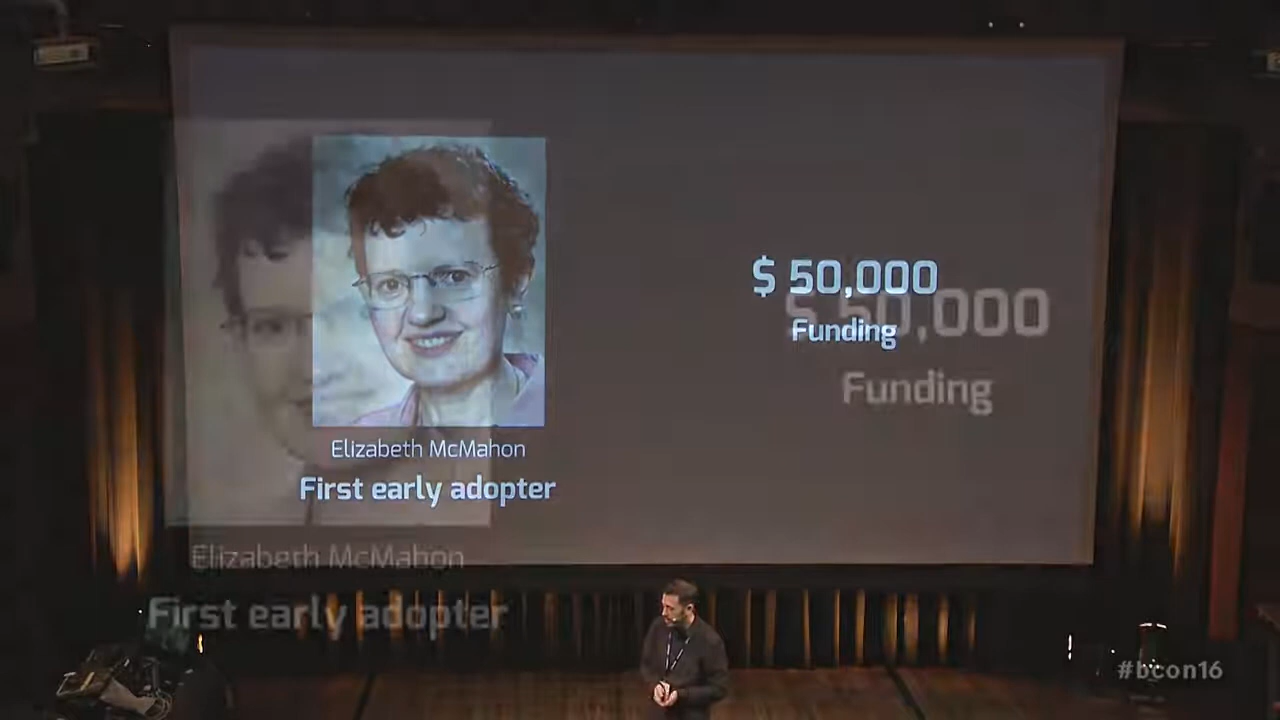 $ 50,000
$ 50,000
Funding
Funding
Elizabeth McMahon
First early adopter
Elizabeth McMahon
First early adopter
#bcon16